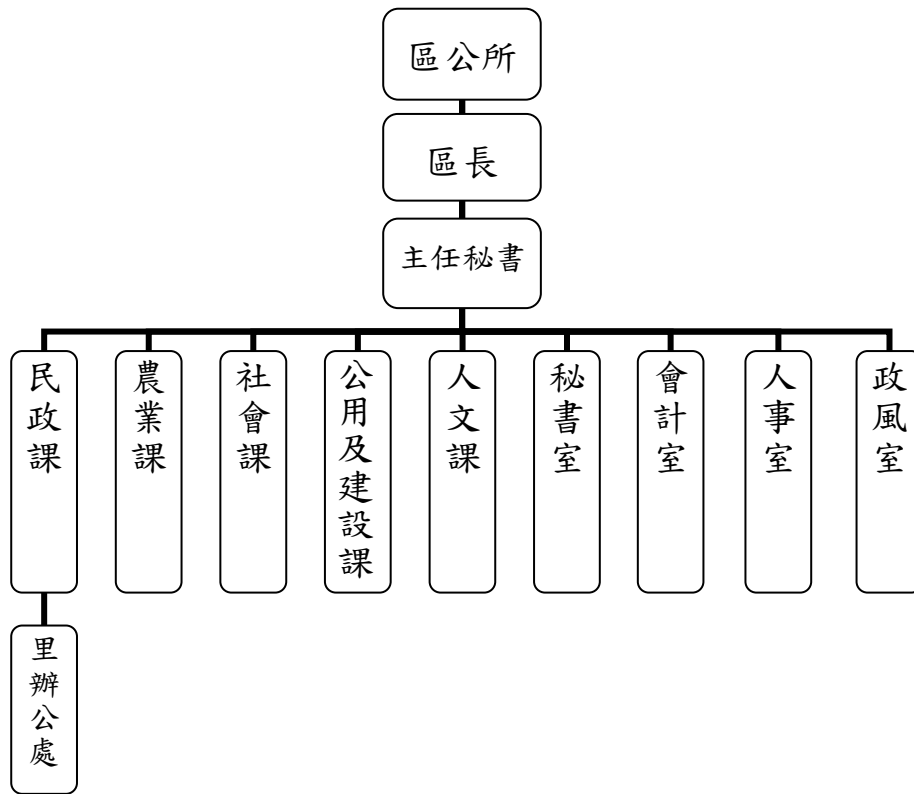 區公所
區長
主任秘書
民政課
農業課
社會課
公用及建設課
人文課
秘書室
會計室
人事室
政風室
里辦公處